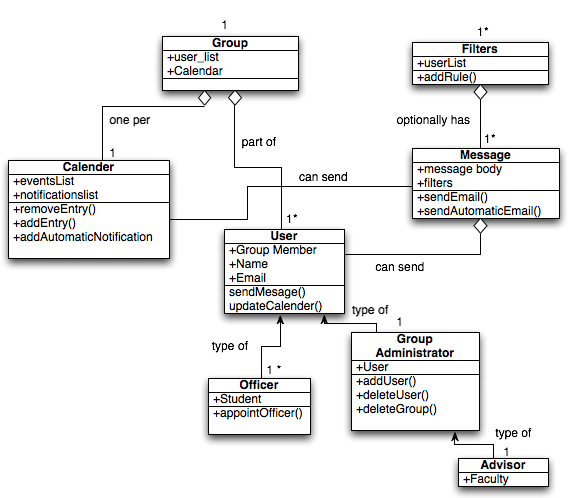 1
Group
+user_list
+Calendar
1*
Filters
+userList
+addRule()
one per
part of
optionally has
1
1*
Calender
+eventsList
+notificationslist
+removeEntry()
+addEntry()
+addAutomaticNotification
can send
Message
+message body
+filters
+sendEmail()
+sendAutomaticEmail()
1*
User
+Group Member
+Name
+Email
sendMesage()
updateCalender()
can send
type of
type of
1
1 *
Group
Administrator
+User
+addUser()
+deleteUser()
+deleteGroup()
Officer
+Student
+appointOfficer()
type of
1
Advisor
+Faculty